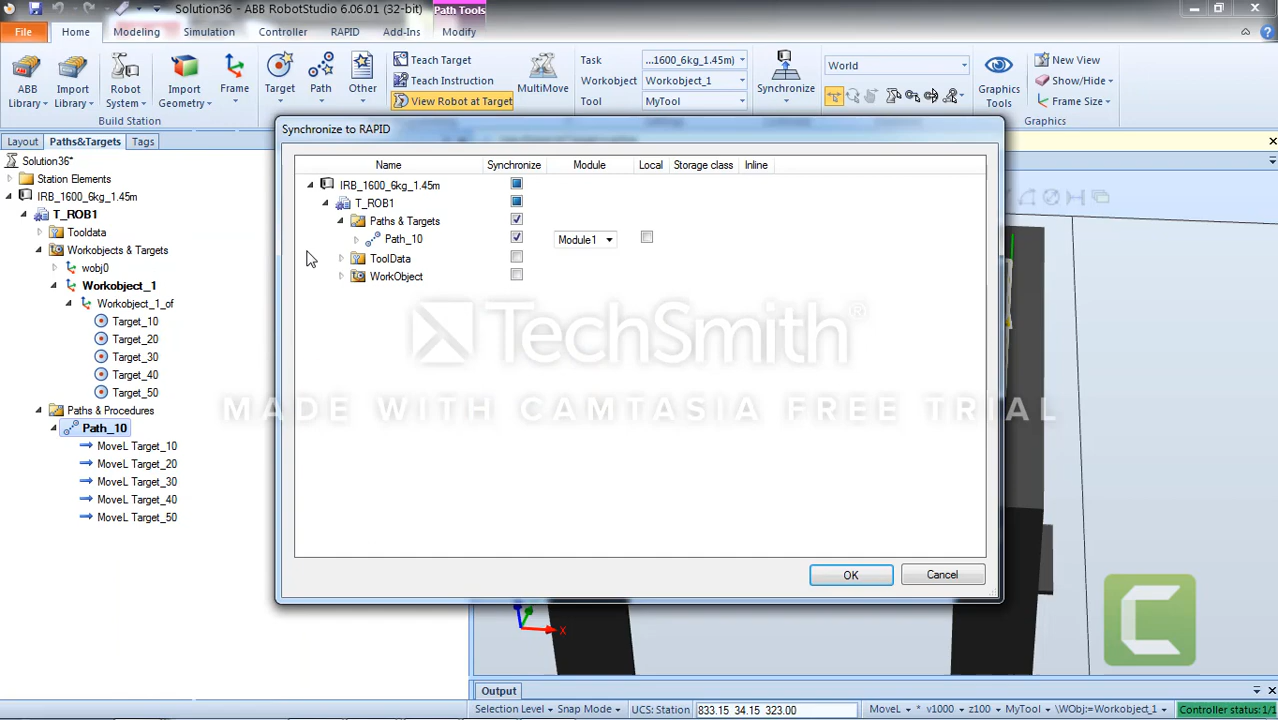 Solution36 - ABB RobotStudio 6.06.01 (32-bit)
Path Tools
File
Home
Modeling
Simulation
Controller
RAPID
Add-Ins
Modify
ABB Library
Import Library
Robot System
Import Geometry
Frame
Build Station
Target
Path
Other
Teach Target
Teach Instruction
View Robot at Target
MultiMove
Task ...1600_6kg_1.45m)
Workobject Workobject_1
Tool MyTool
Synchronize
World
Graphics Tools
New View
Show/Hide
Frame Size
Graphics
Layout
Paths&Targets
Tags
Solution36*
Station Elements
IRB_1600_6kg_1.45m
T_ROB1
Tooldata
Workobjects & Targets
wobj0
Workobject_1
Workobject_1_of
Target_10
Target_20
Target_30
Target_40
Target_50
Paths & Procedures
Path_10
MoveL Target_10
MoveL Target_20
MoveL Target_30
MoveL Target_40
MoveL Target_50
Synchronize to RAPID
Name Synchronize Module Local Storage class Inline
IRB_1600_6kg_1.45m
T_ROB1
Paths & Targets
Path_10 Module1
ToolData
WorkObject
TechSmith®
MADE WITH CAMTASIA FREE TRIAL
OK
Cancel
X
C
Output
Selection Level Snap Mode UCS: Station 833.15 34.15 323.00 MoveL * v1000 z100 MyTool \WObj:=Workobject_1 Controller status: 1/1